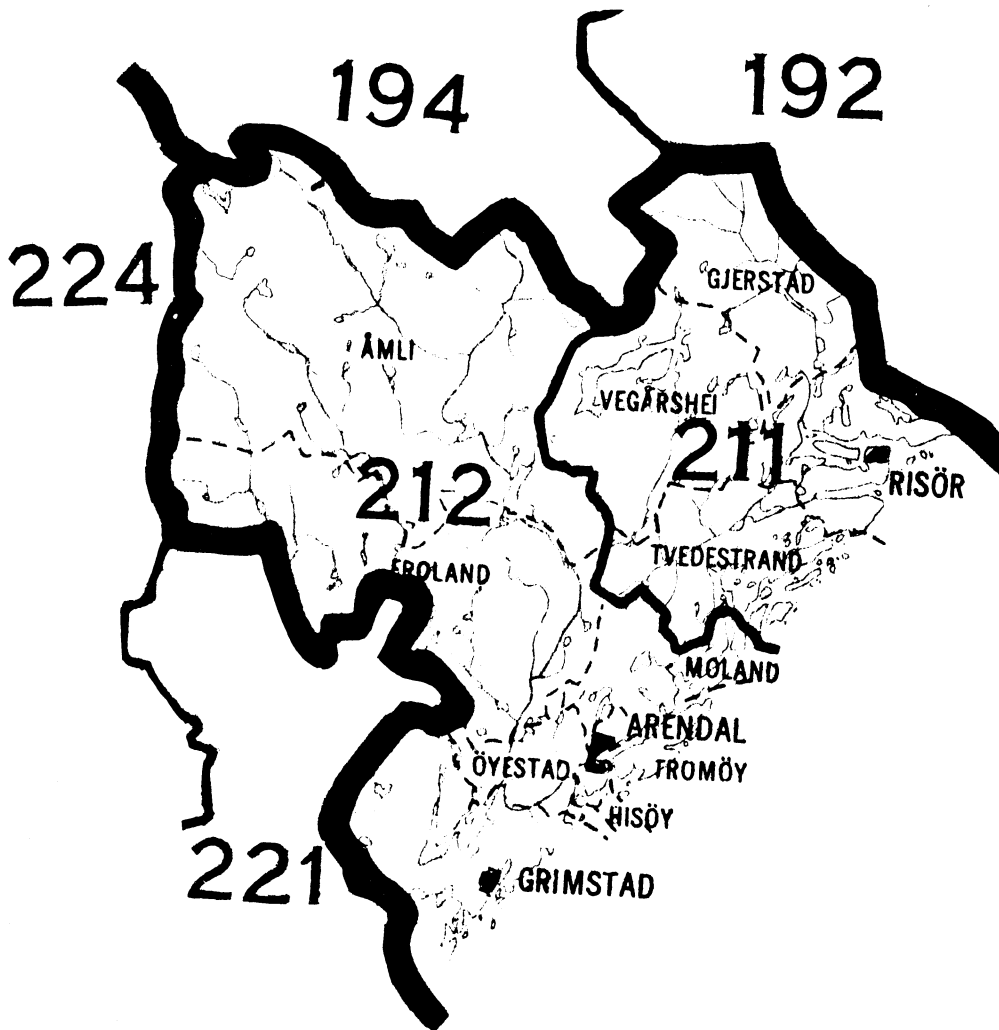 194
192
224
GJERSTAD
ÅMLI
VEGÅRSHEI
211
212
RISÖR
TVEDESTRAND
FROLAND
MOLAND
ARENDAL
ÖYESTAD
TROMÖY
HISÖY
221
GRIMSTAD